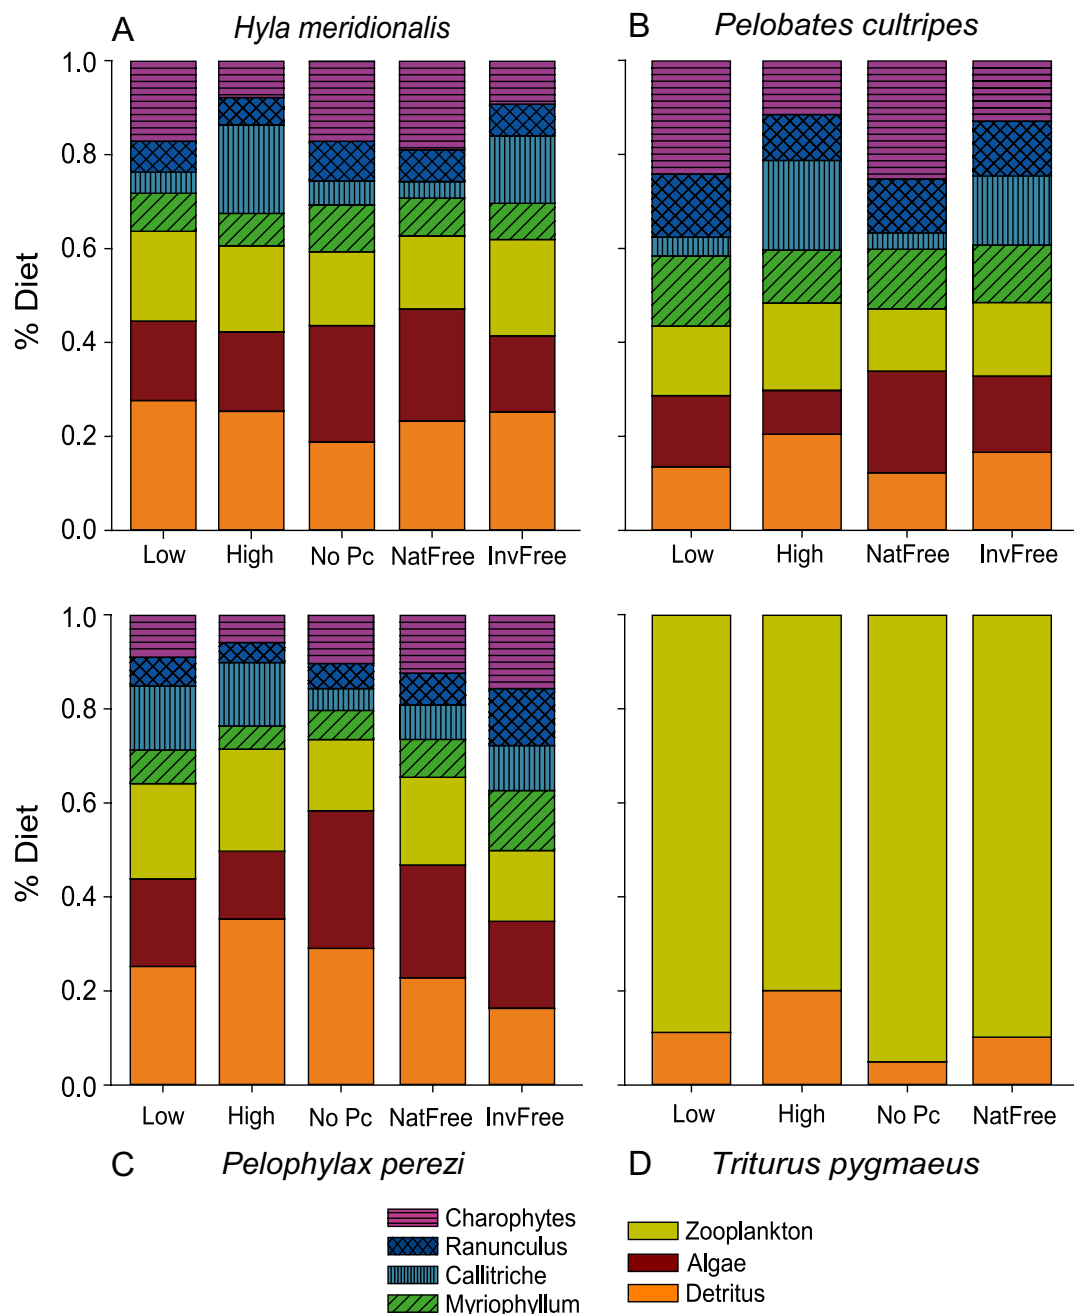 A Hyla meridionalis
B Pelobates cultripes
% Diet
1.0
0.8
0.6
0.4
0.2
0.0
Low High No Pc NatFree InvFree
Low High NatFree InvFree
% Diet
1.0
0.8
0.6
0.4
0.2
0.0
Low High No Pc NatFree InvFree
Low High No Pc NatFree
C Pelophylax perezi
D Triturus pygmaeus
Charophytes
Ranunculus
Callitriche
Myriophyllum
Zooplankton
Algae
Detritus